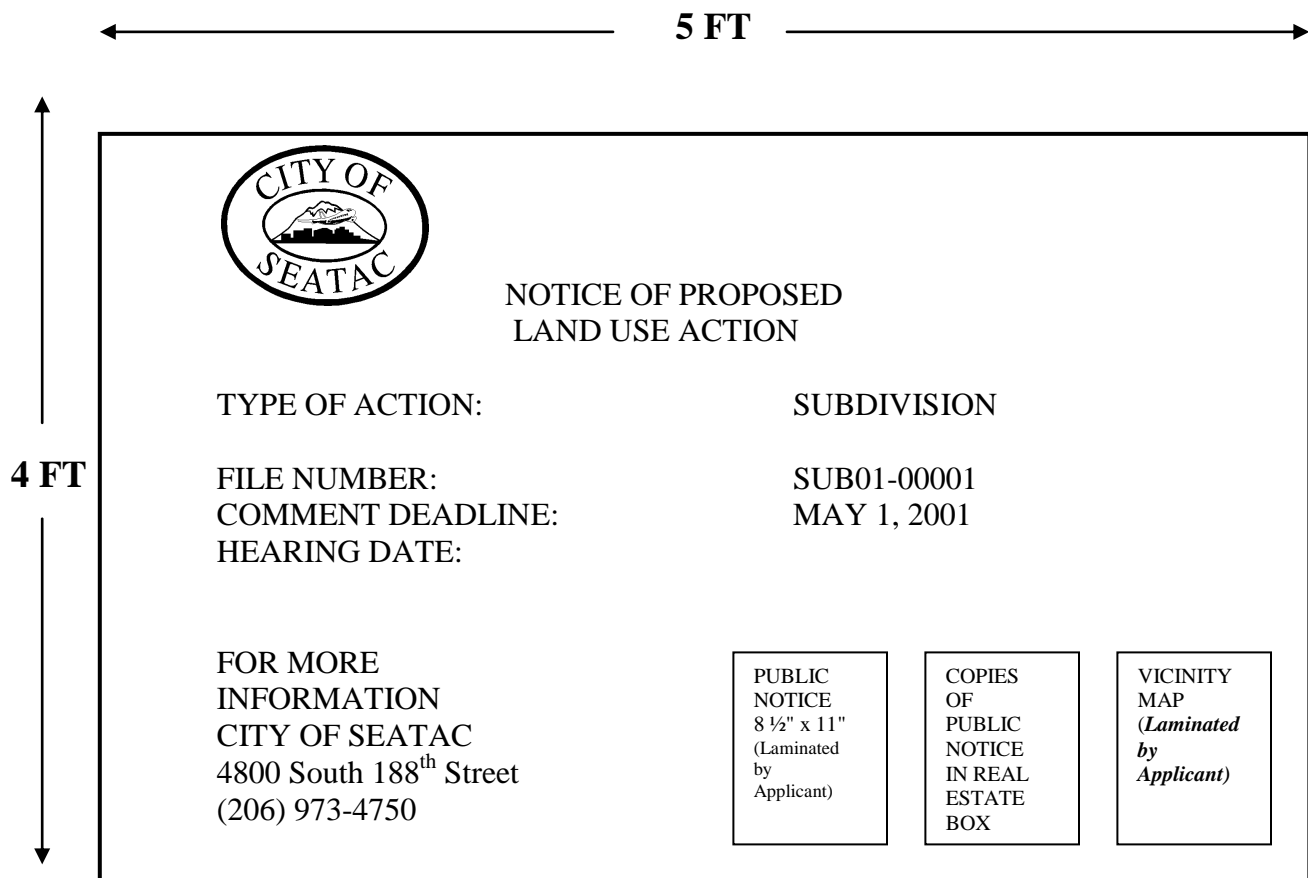 5 FT
CITY OF
SEATAC
NOTICE OF PROPOSED
LAND USE ACTION
TYPE OF ACTION: SUBDIVISION
4 FT
FILE NUMBER: SUB01-00001
COMMENT DEADLINE: MAY 1, 2001
HEARING DATE:
FOR MORE
INFORMATION
CITY OF SEATAC
4800 South 188th Street
(206) 973-4750
PUBLIC
NOTICE
8 ½" x 11"
(Laminated
by
Applicant)
COPIES
OF
PUBLIC
NOTICE
IN REAL
ESTATE
BOX
VICINITY
MAP
(Laminated
by
Applicant)